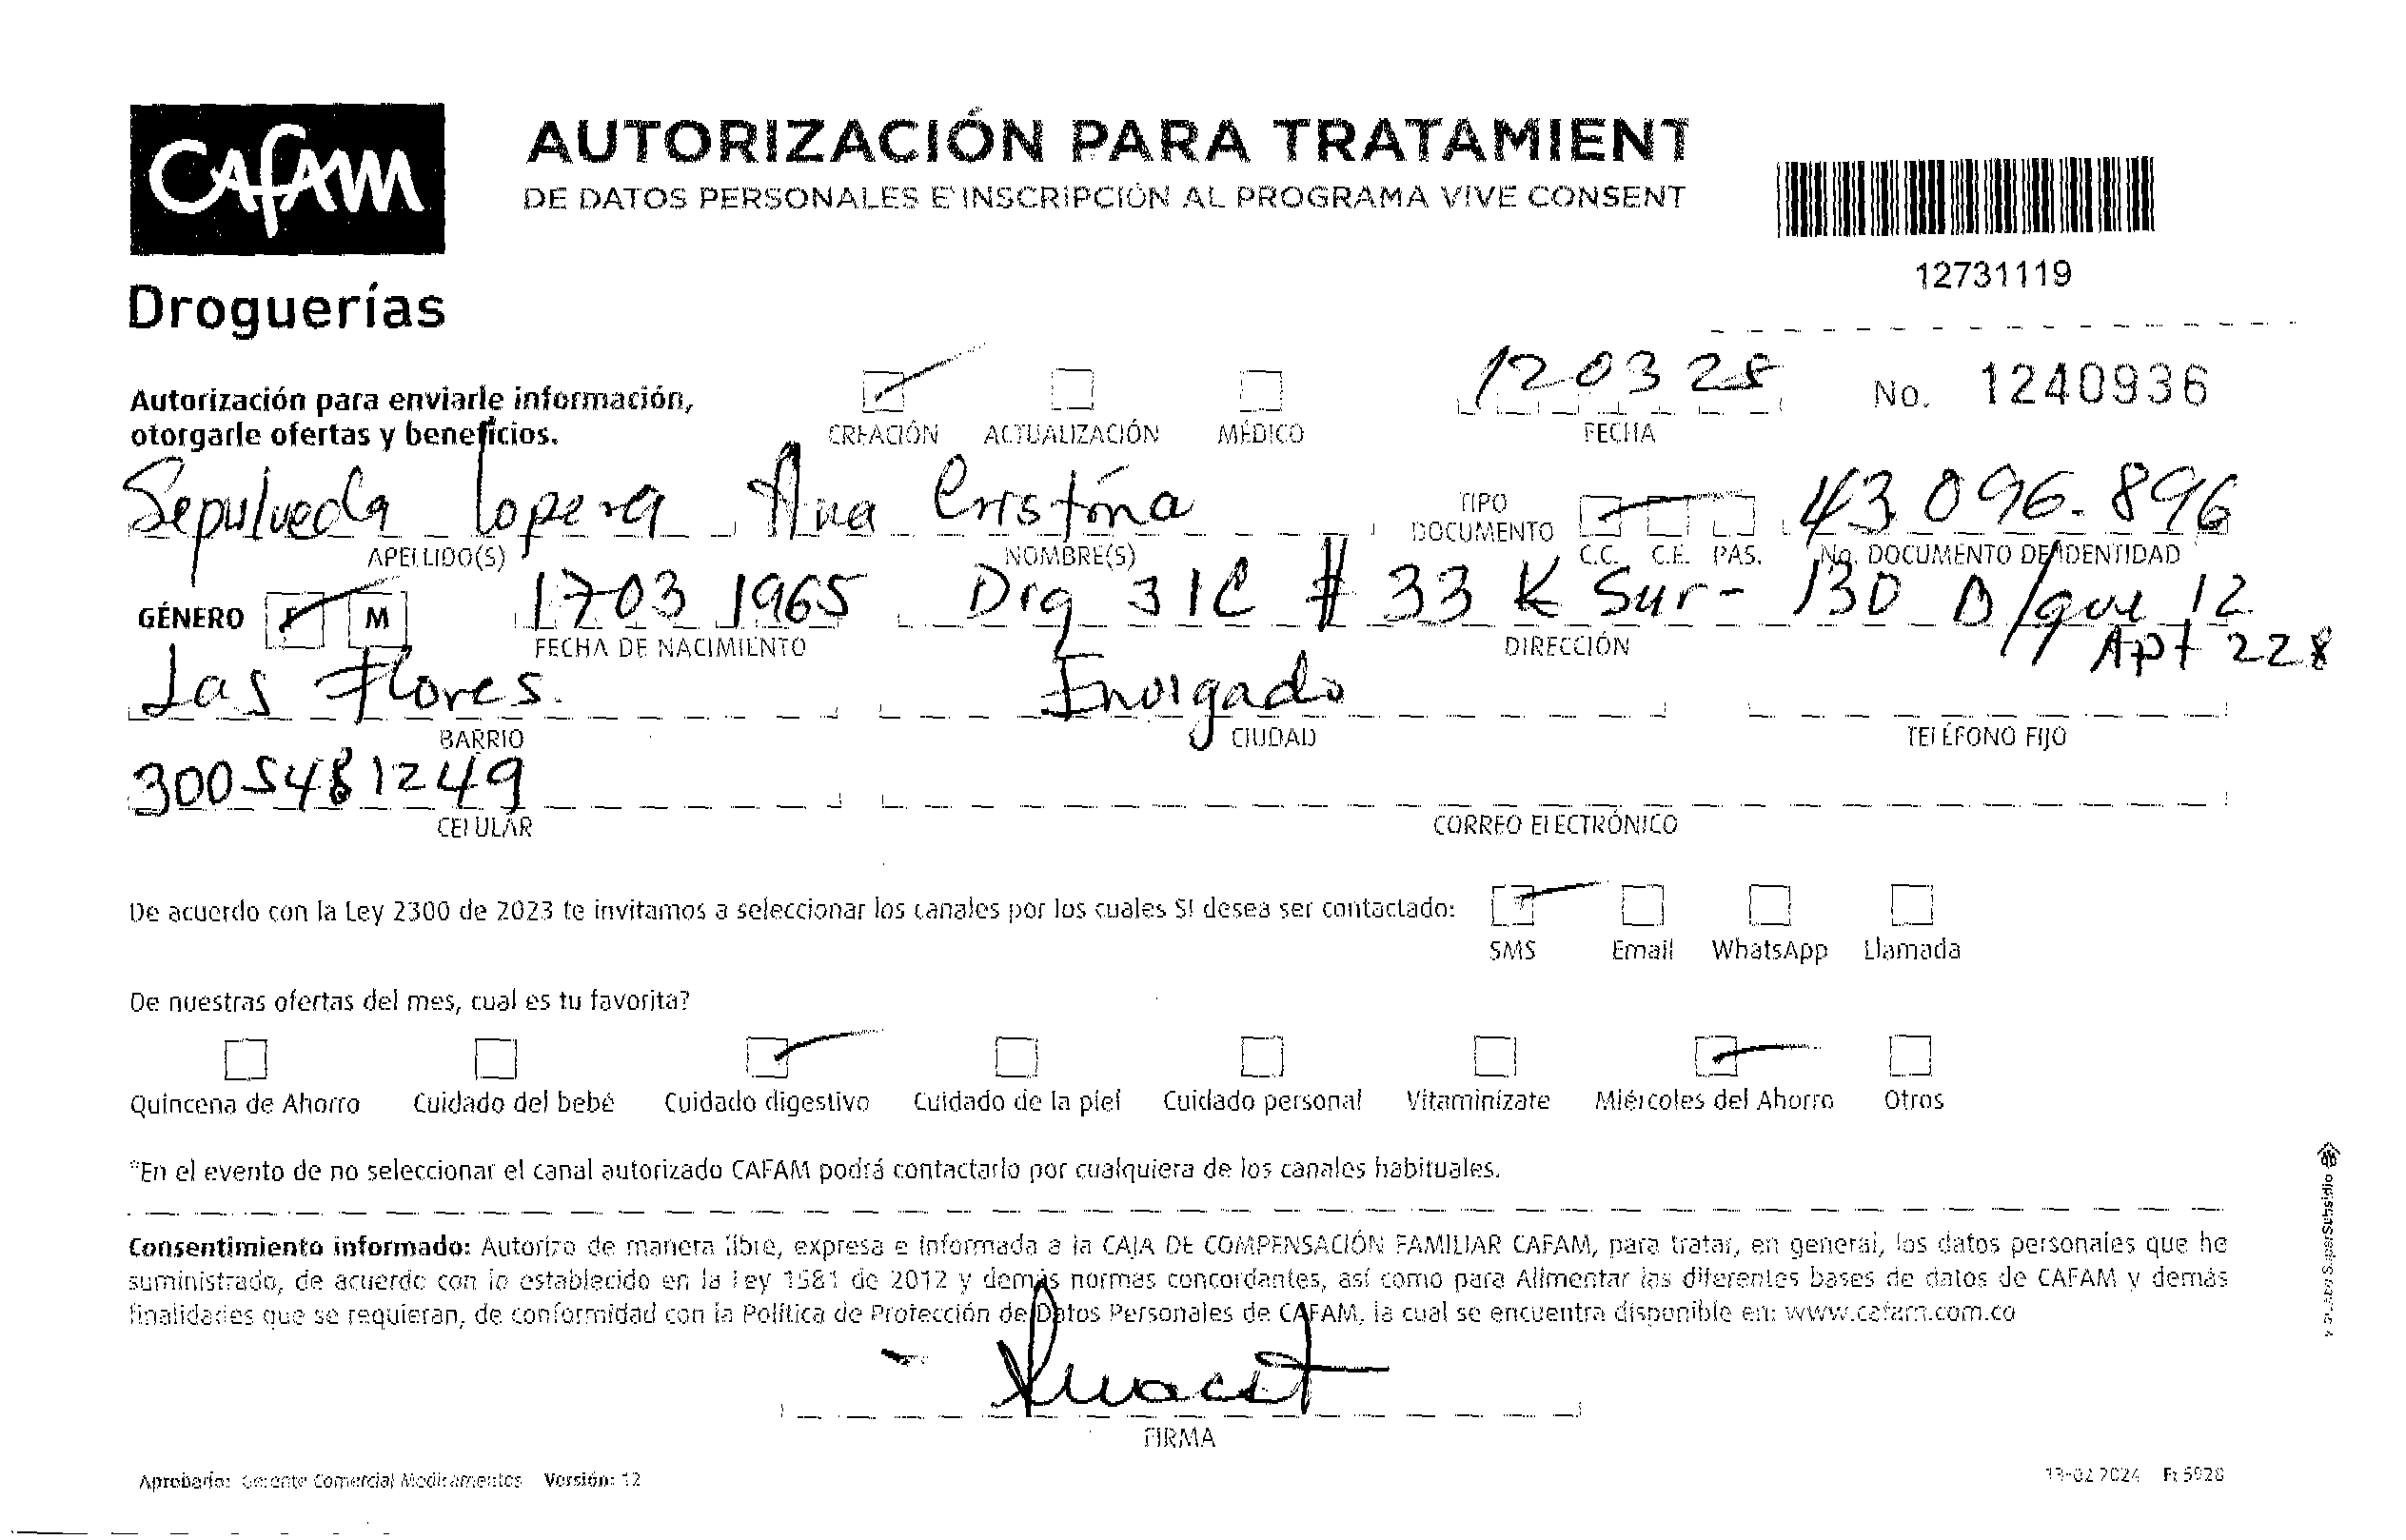 CAFAM
Droguerías
AUTORIZACIÓN PARA TRATAMIENT
DE DATOS PERSONALES E INSCRIPCIÓN AL PROGRAMA VIVE CONSENT
12731119
Autorización para enviarle información,
otorgarle ofertas y beneficios.
CREACIÓN ACTUALIZACIÓN MÉDICO
120328
FECHA
No. 1240936
Sepulveda Lopera Ana Cristina
APELLIDO(S) NOMBRE(S)
TIPO
DOCUMENTO
C.C. C.E. PAS.
43.096.896
No. DOCUMENTO DE IDENTIDAD
GÉNERO F M
17-03 1965
FECHA DE NACIMIENTO
Dig 31C # 33 K Sur - 130 Blque 12
Apt 228
DIRECCIÓN
Las Flores.
BARRIO
Envigado
CIUDAD
TELÉFONO FIJO
3005481249
CELULAR
CORREO ELECTRÓNICO
De acuerdo con la Ley 2300 de 2023 te invitamos a seleccionar los canales por los cuales SI desea ser contactado:
SMS Email WhatsApp Llamada
De nuestras ofertas del mes, cual es tu favorita?
Quincena de Ahorro Cuidado del bebé Cuidado digestivo Cuidado de la piel Cuidado personal Vitaminízate Miércoles del Ahorro Otros
*En el evento de no seleccionar el canal autorizado CAFAM podrá contactarlo por cualquiera de los canales habituales.
Consentimiento informado: Autorizo de manera libre, expresa e informada a la CAJA DE COMPENSACIÓN FAMILIAR CAFAM, para tratar, en general, los datos personales que he
suministrado, de acuerdo con lo establecido en la Ley 1581 de 2012 y demás normas concordantes, así como para Alimentar las diferentes bases de datos de CAFAM y demás
finalidades que se requieran, de conformidad con la Política de Protección de Datos Personales de CAFAM, la cual se encuentra disponible en: www.cafam.com.co
FIRMA
Aprobado: Gerente Comercial Medicamentos Versión: 12
13-02 2024 Ft 5928
SuperSubsidio